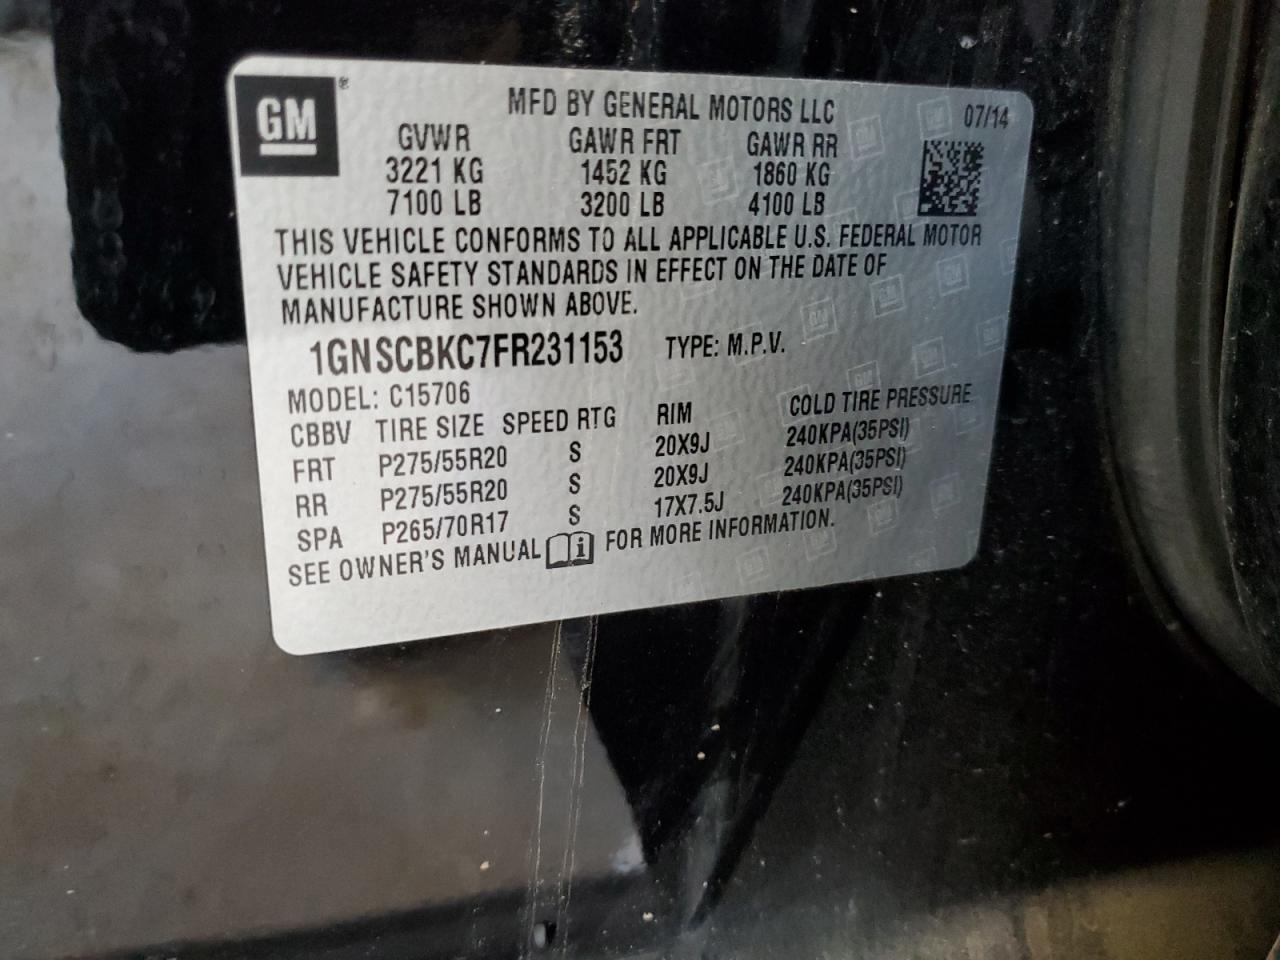 GM ®
MFD BY GENERAL MOTORS LLC 07/14
GVWR GAWR FRT GAWR RR
3221 KG 1452 KG 1860 KG
7100 LB 3200 LB 4100 LB
THIS VEHICLE CONFORMS TO ALL APPLICABLE U.S. FEDERAL MOTOR
VEHICLE SAFETY STANDARDS IN EFFECT ON THE DATE OF
MANUFACTURE SHOWN ABOVE.
1GNSCBKC7FR231153 TYPE: M.P.V.
MODEL: C15706
CBBV TIRE SIZE SPEED RTG RIM COLD TIRE PRESSURE
FRT P275/55R20 S 20X9J 240KPA(35PSI)
RR P275/55R20 S 20X9J 240KPA(35PSI)
SPA P265/70R17 S 17X7.5J 240KPA(35PSI)
SEE OWNER'S MANUAL i FOR MORE INFORMATION.